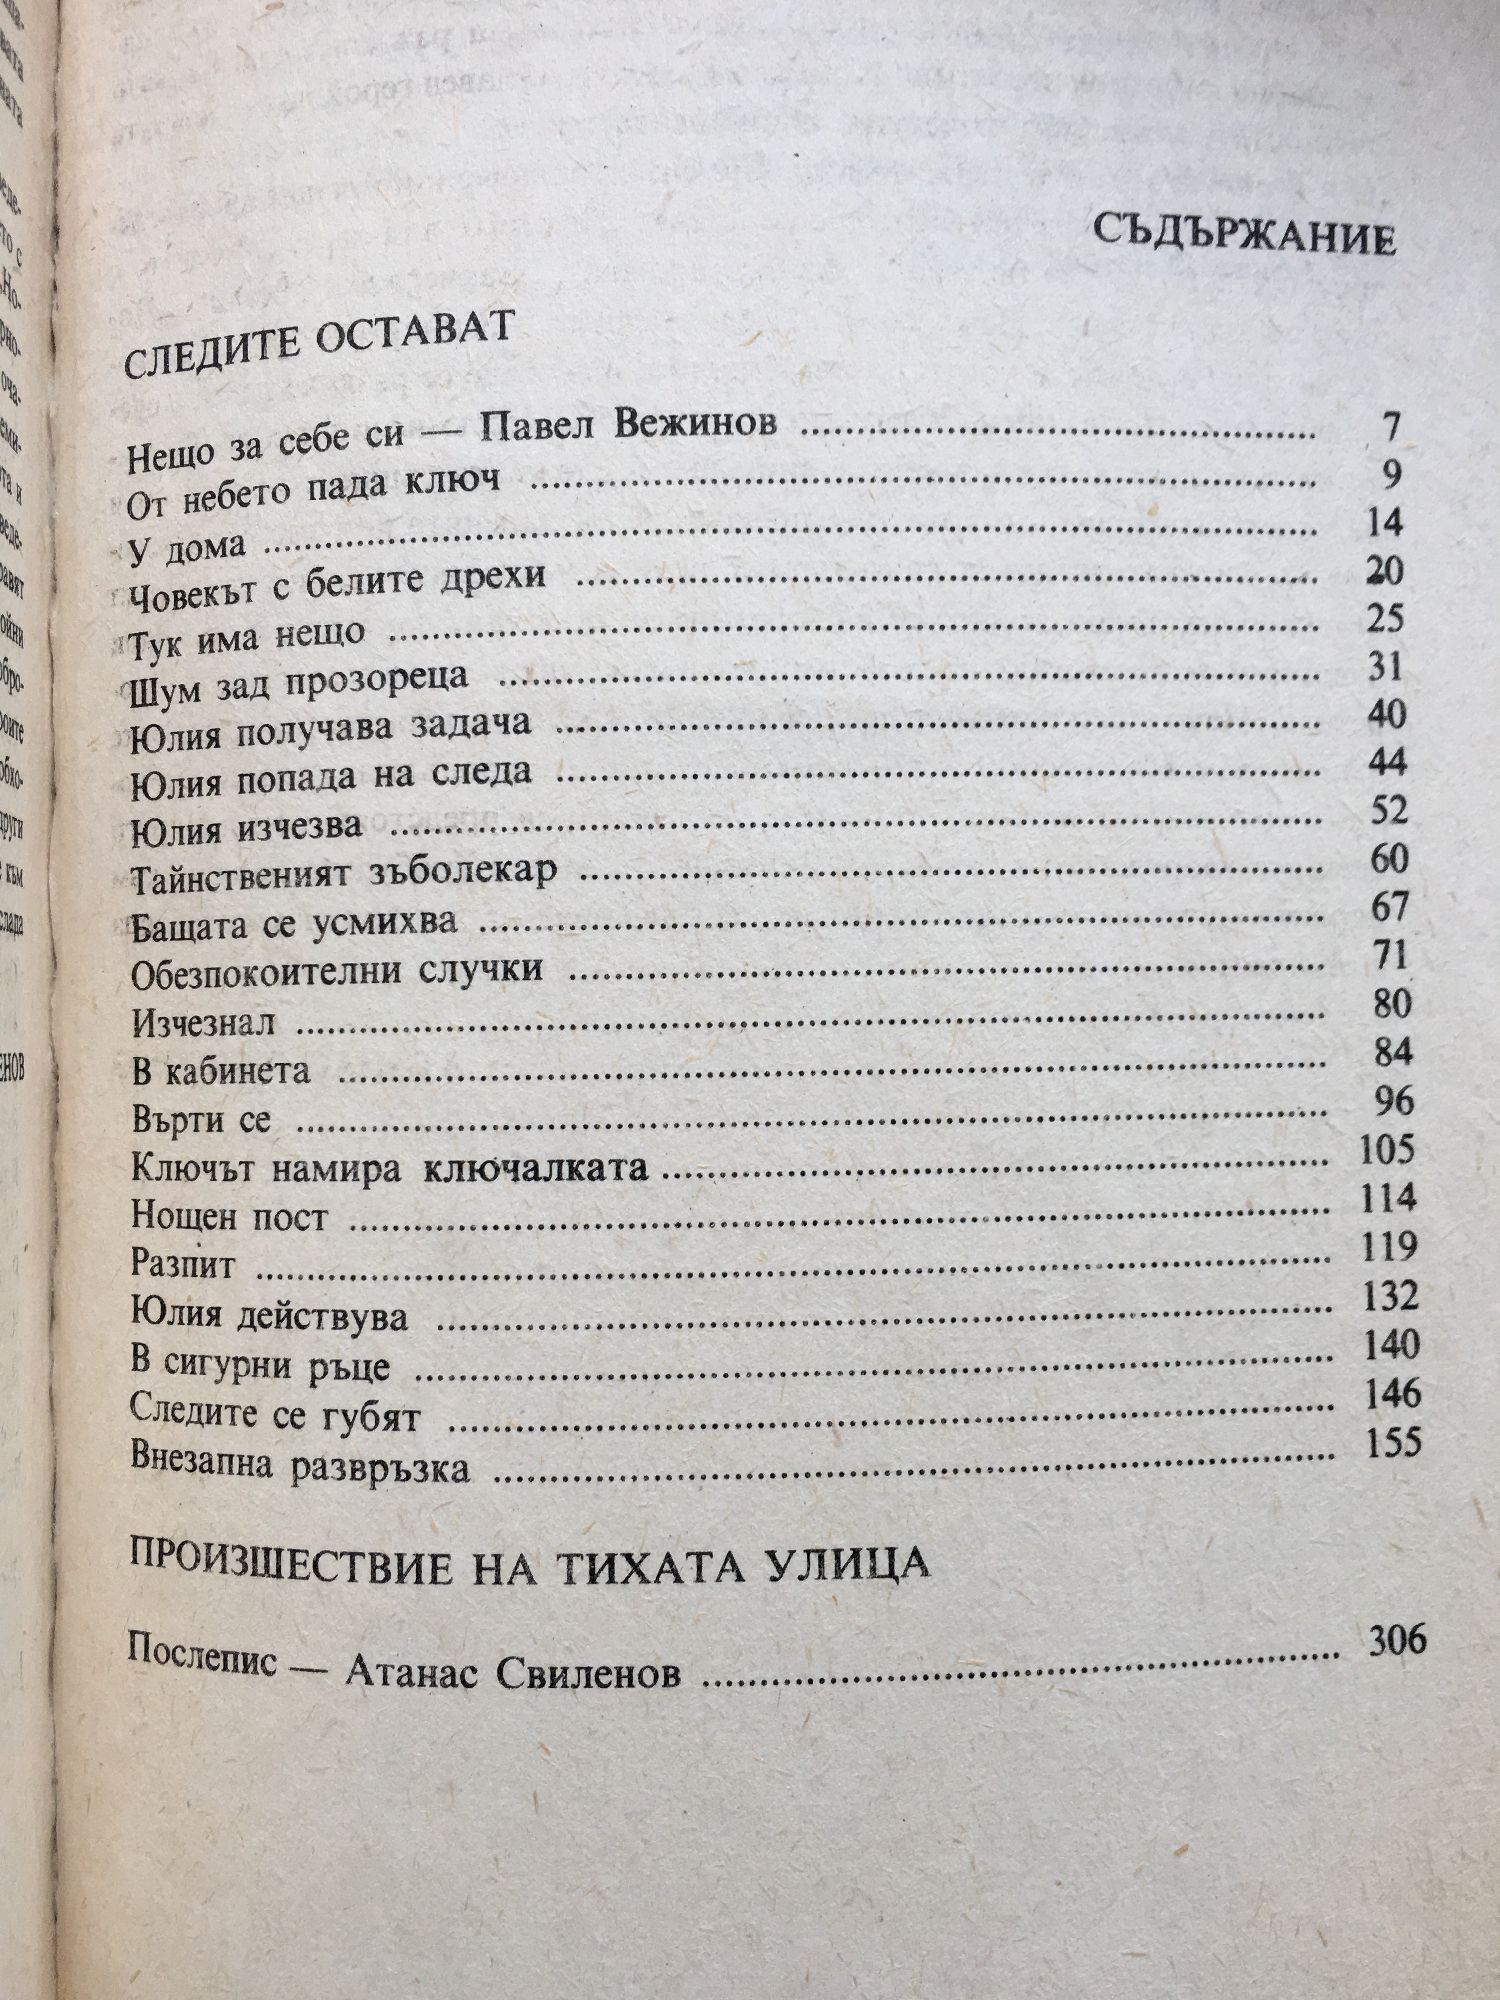 СЪДЪРЖАНИЕ
СЛЕДИТЕ ОСТАВАТ
Нещо за себе си — Павел Вежинов ........ 7
От небето пада ключ ........ 9
У дома ........ 14
Човекът с белите дрехи ........ 20
Тук има нещо ........ 25
Шум зад прозореца ........ 31
Юлия получава задача ........ 40
Юлия попада на следа ........ 44
Юлия изчезва ........ 52
Тайнственият зъболекар ........ 60
Бащата се усмихва ........ 67
Обезпокоителни случки ........ 71
Изчезнал ........ 80
В кабинета ........ 84
Върти се ........ 96
Ключът намира ключалката ........ 105
Нощен пост ........ 114
Разпит ........ 119
Юлия действува ........ 132
В сигурни ръце ........ 140
Следите се губят ........ 146
Внезапна развръзка ........ 155
ПРОИЗШЕСТВИЕ НА ТИХАТА УЛИЦА
Послепис — Атанас Свиленов ........ 306